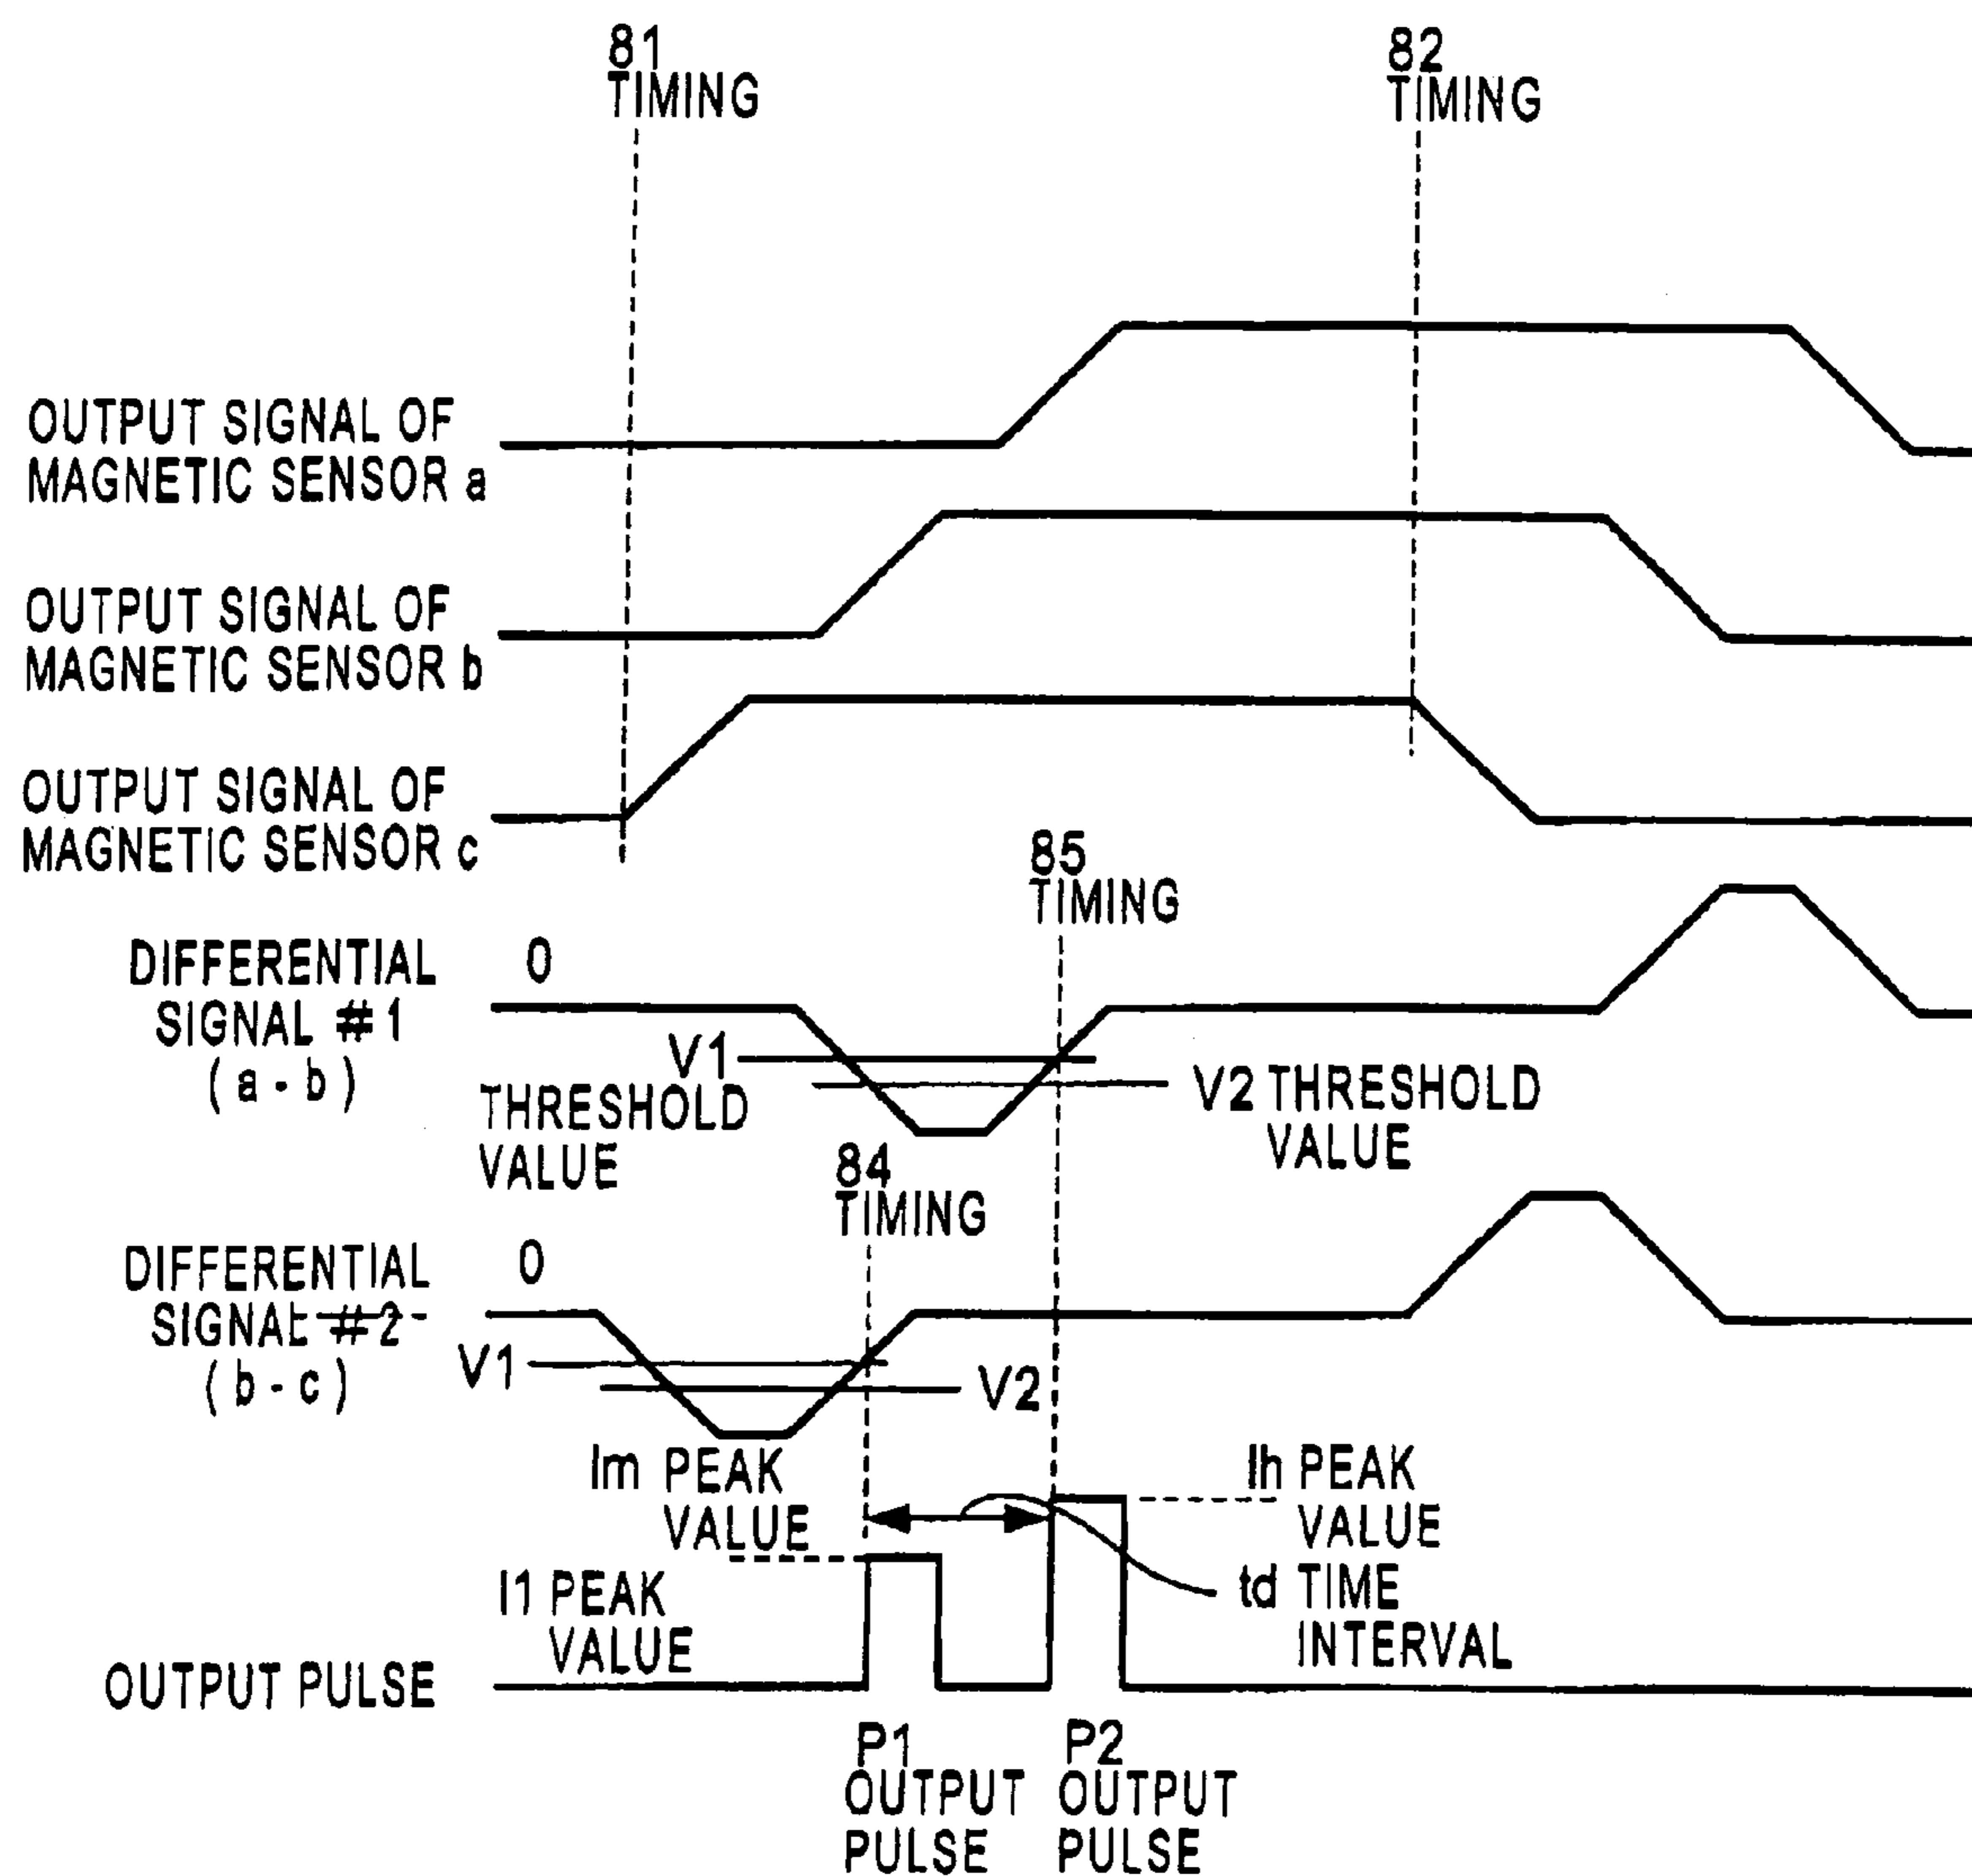 81
TIMING
82
TIMING
OUTPUT SIGNAL OF
MAGNETIC SENSOR a
OUTPUT SIGNAL OF
MAGNETIC SENSOR b
OUTPUT SIGNAL OF
MAGNETIC SENSOR c
85
TIMING
DIFFERENTIAL
SIGNAL #1
(a-b)
0
V1
THRESHOLD
VALUE
V2 THRESHOLD
VALUE
84
TIMING
DIFFERENTIAL
SIGNAL #2
(b-c)
0
V1
V2
Im PEAK
VALUE
Ih PEAK
VALUE
I1 PEAK
VALUE
td TIME
INTERVAL
OUTPUT PULSE
P1
OUTPUT
PULSE
P2
OUTPUT
PULSE